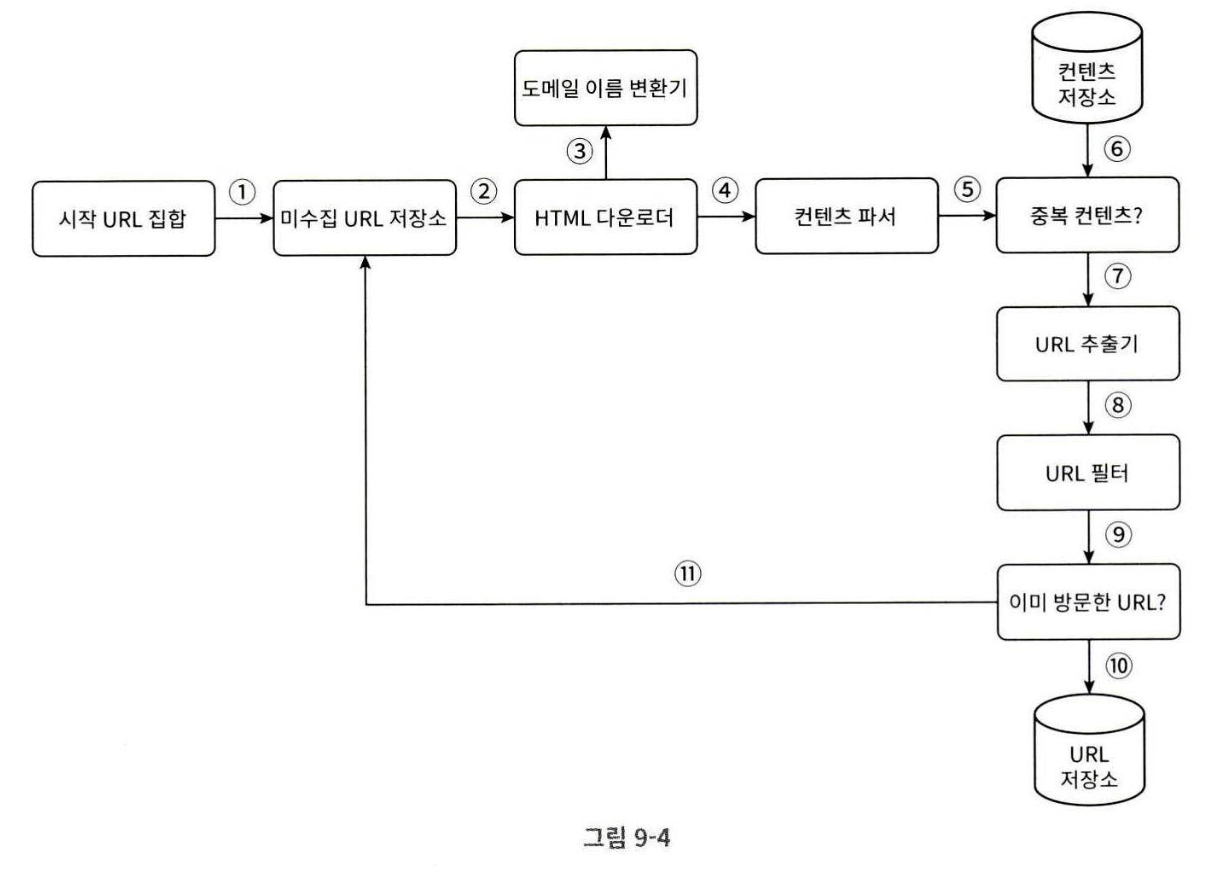 컨텐츠
저장소
도메일 이름 변환기
③
⑥
시작 URL 집합
①
미수집 URL 저장소
②
HTML 다운로더
④
컨텐츠 파서
⑤
중복 컨텐츠?
⑦
URL 추출기
⑧
URL 필터
⑨
⑪
이미 방문한 URL?
⑩
URL
저장소
그림 9-4